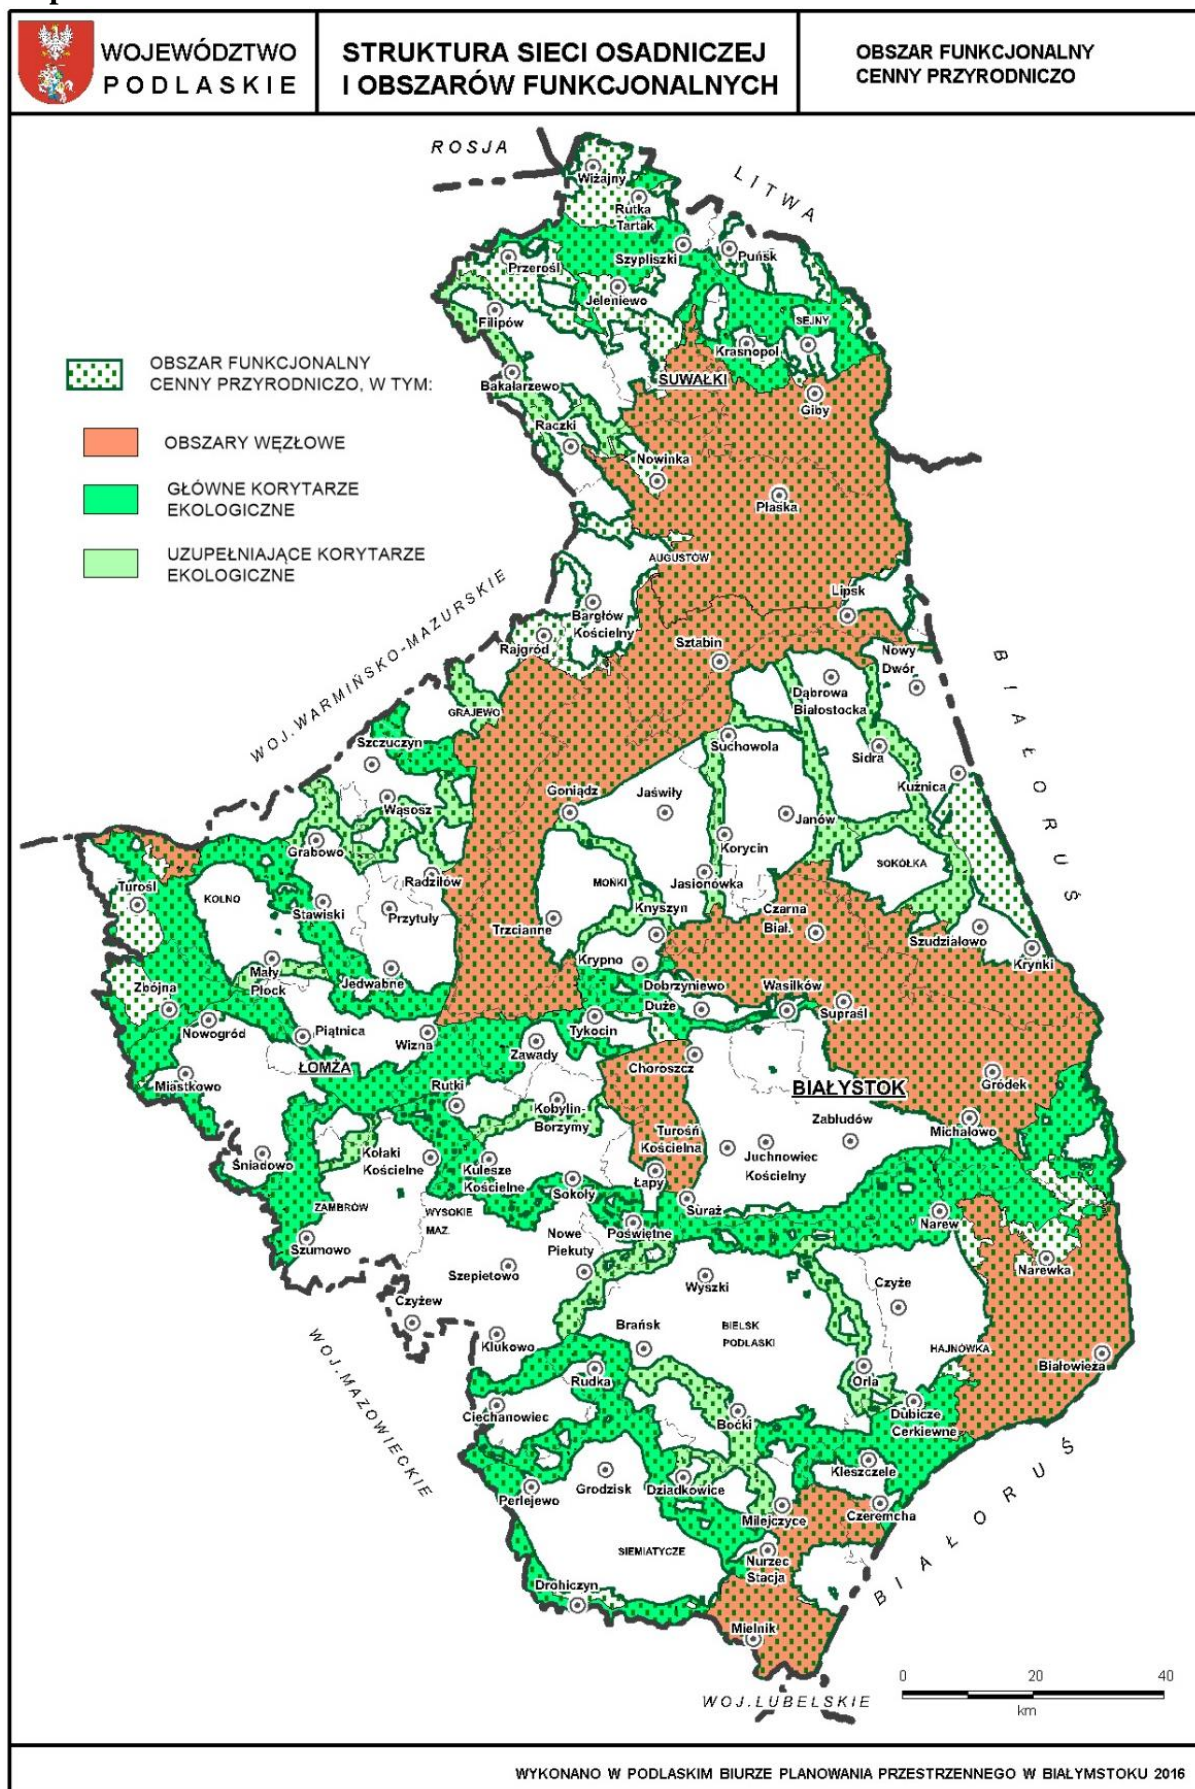 WOJEWÓDZTWO
PODLASKIE
STRUKTURA SIECI OSADNICZEJ
I OBSZARÓW FUNKCJONALNYCH
OBSZAR FUNKCJONALNY
CENNY PRZYRODNICZO
ROSJA
LITWA
Wiżajny
Rutka
Tartak
Szypliszki
Puńsk
Przerośl
Jeleniewo
Filipów
SEJNY
Krasnopol
OBSZAR FUNKCJONALNY
CENNY PRZYRODNICZO, W TYM:
Bakałarzewo
SUWAŁKI
Giby
OBSZARY WĘZŁOWE
Raczki
Nowinka
GŁÓWNE KORYTARZE
EKOLOGICZNE
Płaska
UZUPEŁNIAJĄCE KORYTARZE
EKOLOGICZNE
AUGUSTÓW
Lipsk
WOJ. WARMIŃSKO-MAZURSKIE
Bargłów
Kościelny
Rajgród
Sztabin
Nowy
Dwór
BIAŁORUŚ
Dąbrowa
Białostocka
GRAJEWO
Szczuczyn
Suchowola
Sidra
Kuźnica
Goniądz
Jaświły
Janów
Wąsosz
Grabowo
Korycin
SOKÓŁKA
Turośl
KOLNO
Radziłów
MOŃKI
Jasionówka
Stawiski
Przytuły
Trzcianne
Knyszyn
Czarna
Biał.
Szudziałowo
Krynki
Mały
Płock
Jedwabne
Krypno
Zbójna
Dobrzyniewo
Duże
Wasilków
Supraśl
Nowogród
Piątnica
Wizna
Tykocin
Zawady
ŁOMŻA
Choroszcz
Miastkowo
Rutki
BIAŁYSTOK
Gródek
Kobylin-
Borzymy
Turośń
Kościelna
Zabłudów
Michałowo
Juchnowiec
Kościelny
Śniadowo
Kołaki
Kościelne
Kulesze
Kościelne
Sokoły
Łapy
ZAMBRÓW
WYSOKIE
MAZ.
Suraż
Narew
Szumowo
Nowe
Piekuty
Poświętne
Narewka
Szepietowo
Wyszki
Czyże
Czyżew
Klukowo
Brańsk
BIELSK
PODLASKI
HAJNÓWKA
Białowieża
WOJ. MAZOWIECKIE
Rudka
Orla
Ciechanowiec
Boćki
Dubicze
Cerkiewne
Kleszczele
Perlejewo
Grodzisk
Dziadkowice
Milejczyce
Czeremcha
BIAŁORUŚ
SIEMIATYCZE
Nurzec
Stacja
Drohiczyn
Mielnik
WOJ. LUBELSKIE
0 20 40
km
WYKONANO W PODLASKIM BIURZE PLANOWANIA PRZESTRZENNEGO W BIAŁYMSTOKU 2016